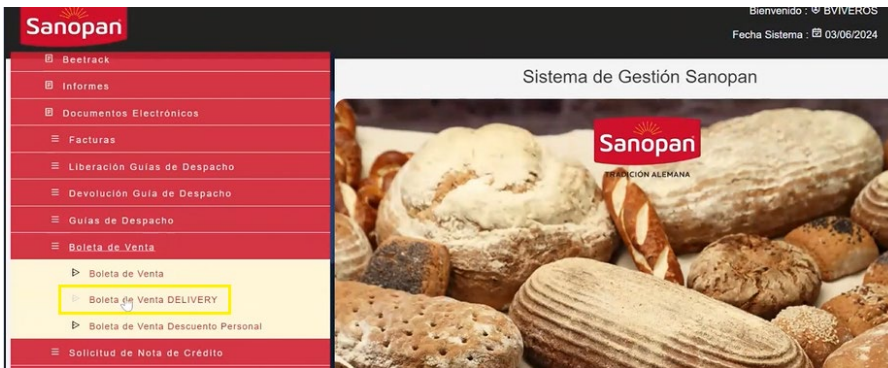 Sanopan
Bienvenido : BVIVEROS
Fecha Sistema : 03/06/2024
Beetrack
Informes
Documentos Electrónicos
Facturas
Liberación Guías de Despacho
Devolución Guía de Despacho
Guías de Despacho
Boleta de Venta
Boleta de Venta
Boleta de Venta DELIVERY
Boleta de Venta Descuento Personal
Solicitud de Nota de Crédito
Sistema de Gestión Sanopan
Sanopan
TRADICIÓN ALEMANA